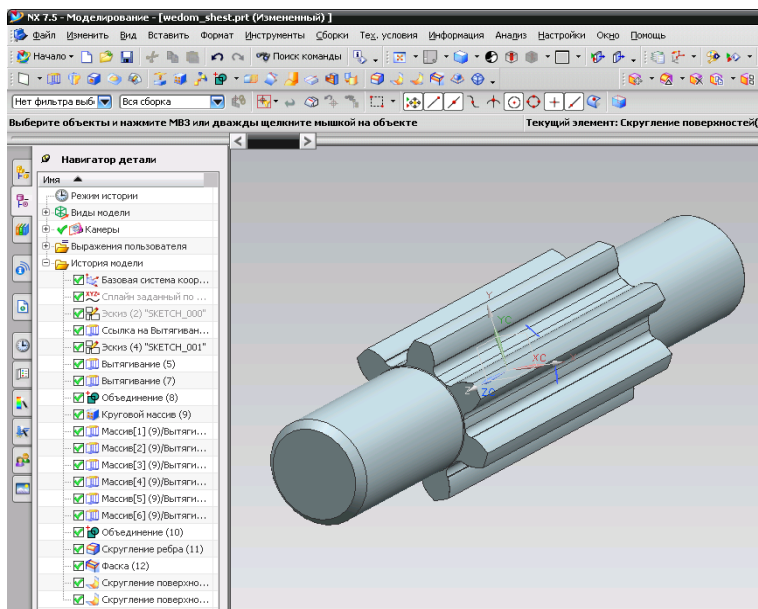 NX 7.5 - Моделирование - [wedom_shest.prt (Измененный) ]
Файл Изменить Вид Вставить Формат Инструменты Сборки Тех. условия Информация Анализ Настройки Окно Помощь
Начало Поиск команды
Нет фильтра выб Вся сборка
Выберите объекты и нажмите МВ3 или дважды щелкните мышкой на объекте Текущий элемент: Скругление поверхностей(
Навигатор детали
Имя
Режим истории
Виды модели
Камеры
Выражения пользователя
История модели
Базовая система коор...
Сплайн заданный по ...
Эскиз (2) "SKETCH_000"
Ссылка на Вытягиван...
Эскиз (4) "SKETCH_001"
Вытягивание (5)
Вытягивание (7)
Объединение (8)
Круговой массив (9)
Массив[1] (9)/Вытяги...
Массив[2] (9)/Вытяги...
Массив[3] (9)/Вытяги...
Массив[4] (9)/Вытяги...
Массив[5] (9)/Вытяги...
Массив[6] (9)/Вытяги...
Объединение (10)
Скругление ребра (11)
Фаска (12)
Скругление поверхно...
Скругление поверхно...
Y
YC
XC
Z